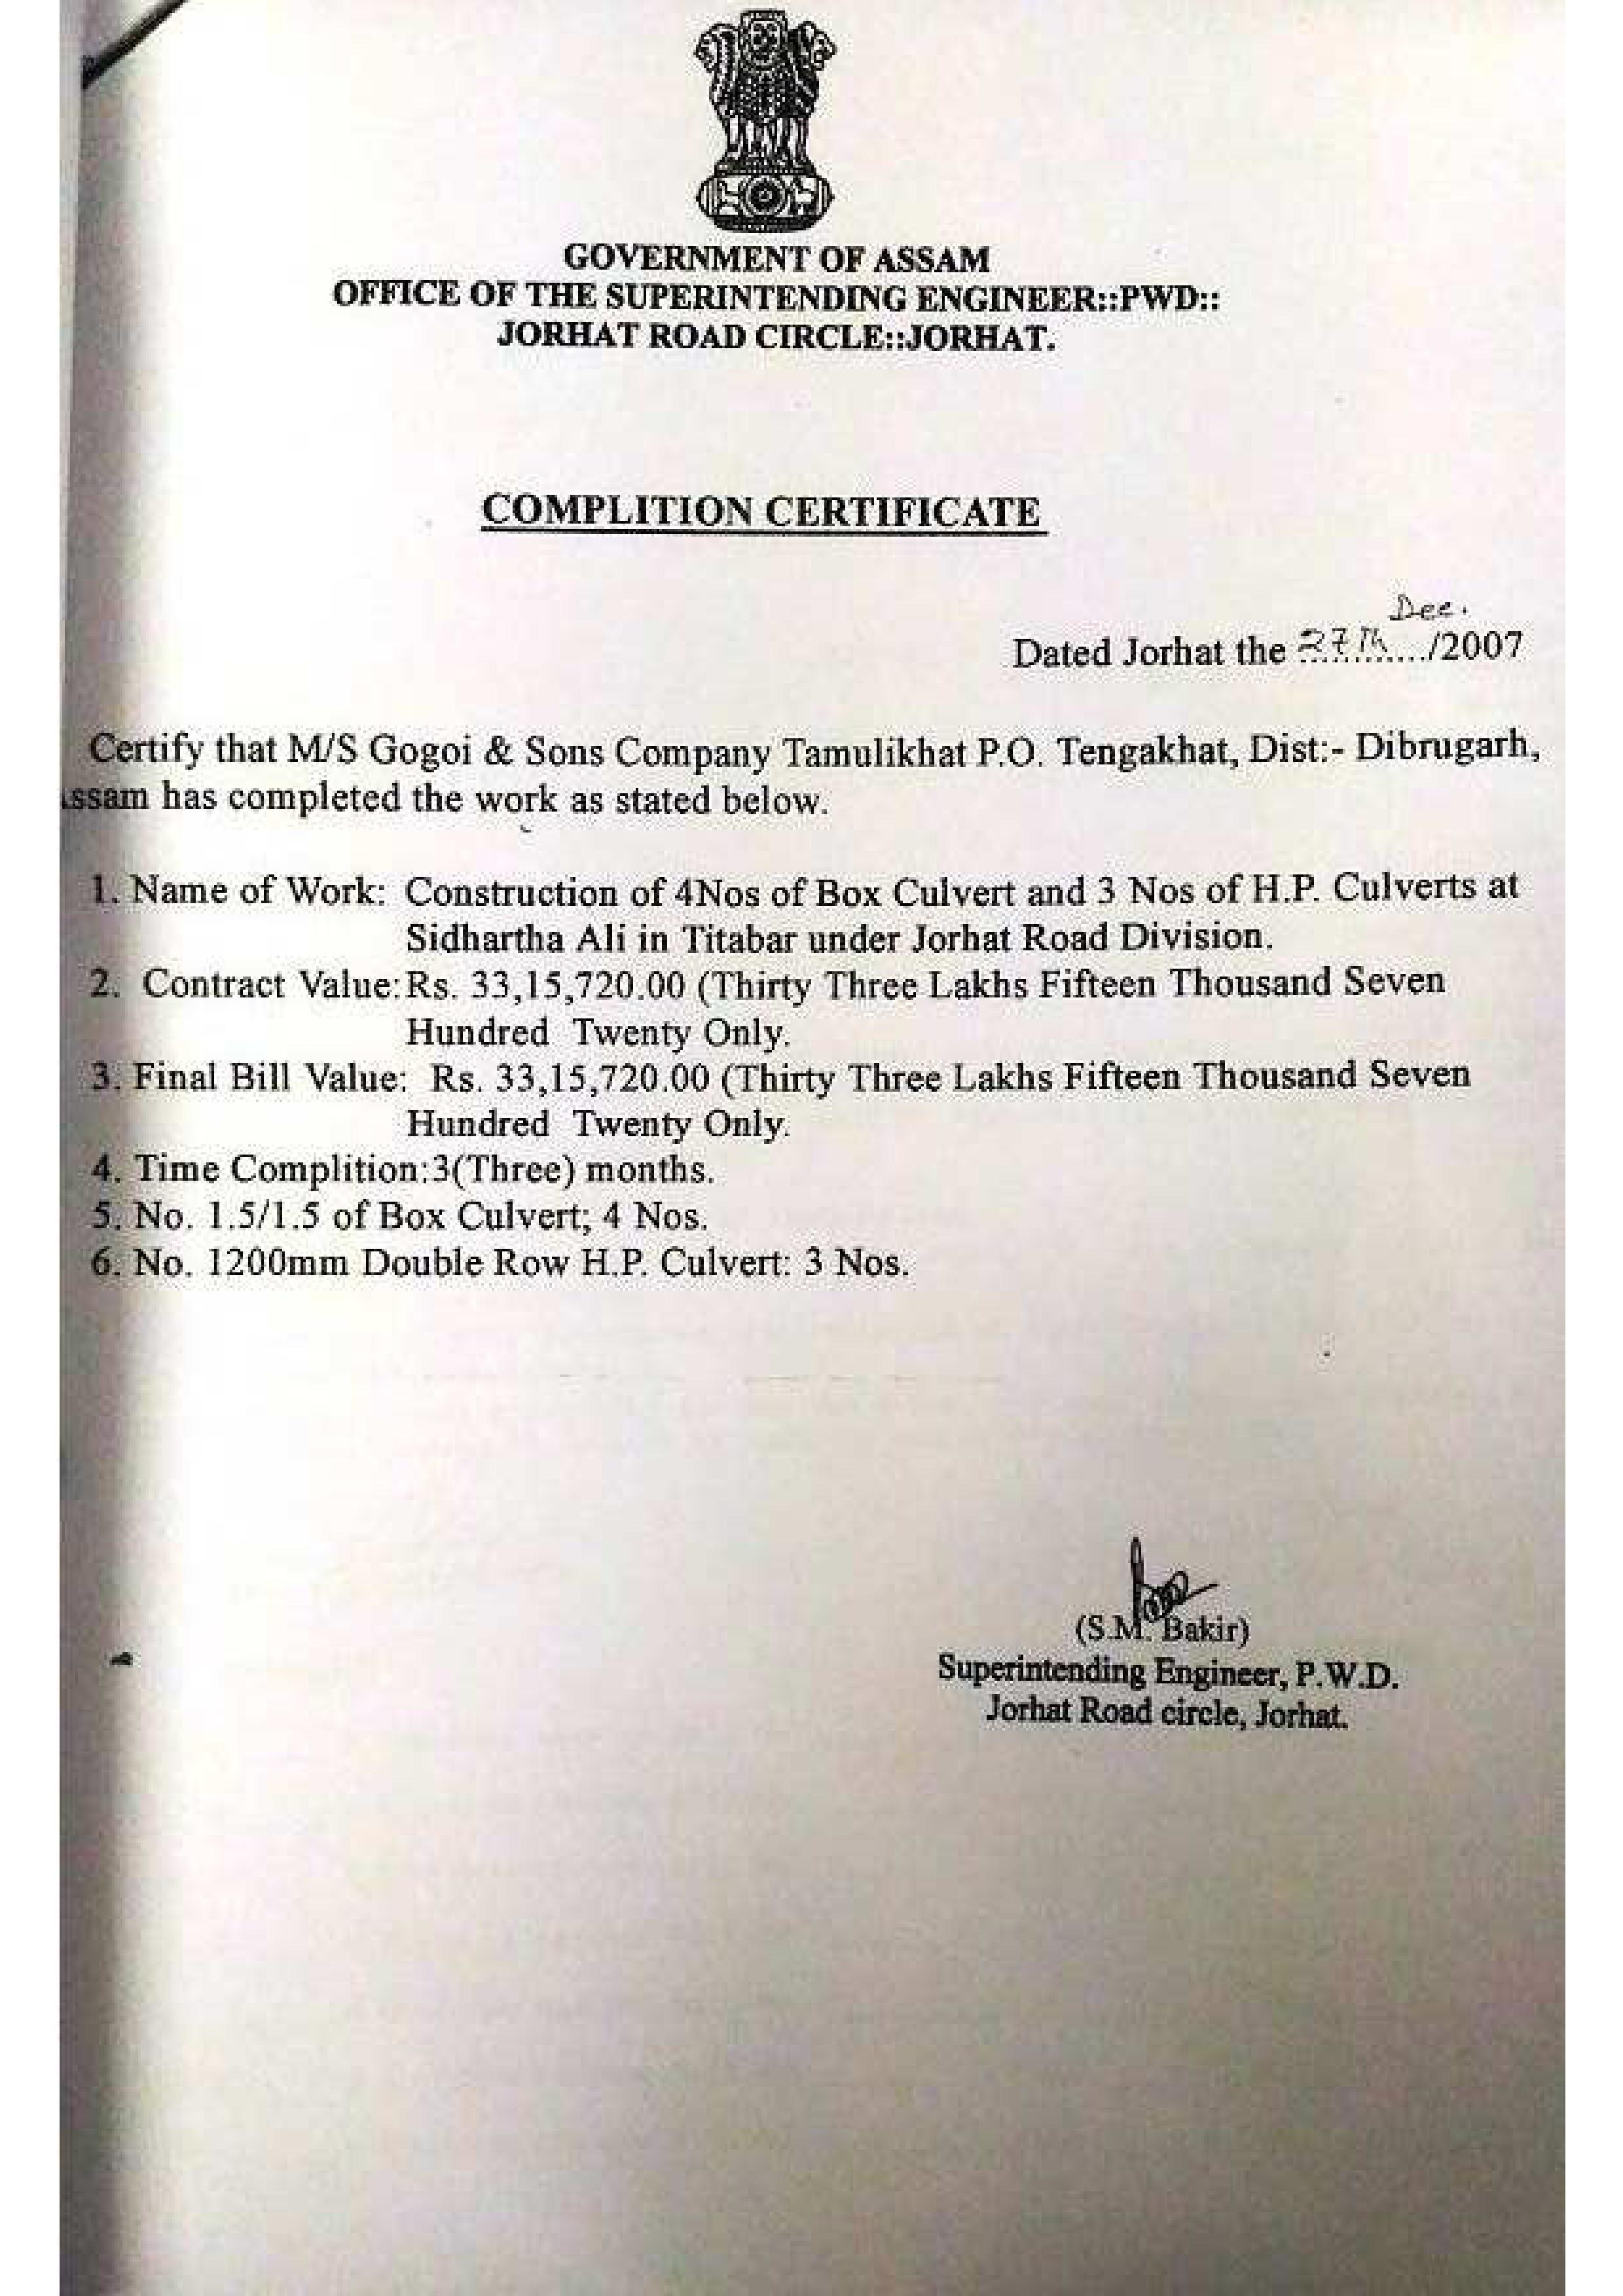 GOVERNMENT OF ASSAM
OFFICE OF THE SUPERINTENDING ENGINEER::PWD::
JORHAT ROAD CIRCLE::JORHAT.
COMPLITION CERTIFICATE
Dec.
Dated Jorhat the 27th............/2007
Certify that M/S Gogoi & Sons Company Tamulikhat P.O. Tengakhat, Dist:- Dibrugarh,
ssam has completed the work as stated below.
1. Name of Work: Construction of 4Nos of Box Culvert and 3 Nos of H.P. Culverts at
Sidhartha Ali in Titabar under Jorhat Road Division.
2. Contract Value:Rs. 33,15,720.00 (Thirty Three Lakhs Fifteen Thousand Seven
Hundred Twenty Only.
3. Final Bill Value: Rs. 33,15,720.00 (Thirty Three Lakhs Fifteen Thousand Seven
Hundred Twenty Only.
4. Time Complition:3(Three) months.
5. No. 1.5/1.5 of Box Culvert; 4 Nos.
6. No. 1200mm Double Row H.P. Culvert: 3 Nos.
(S.M. Bakir)
Superintending Engineer, P.W.D.
Jorhat Road circle, Jorhat.